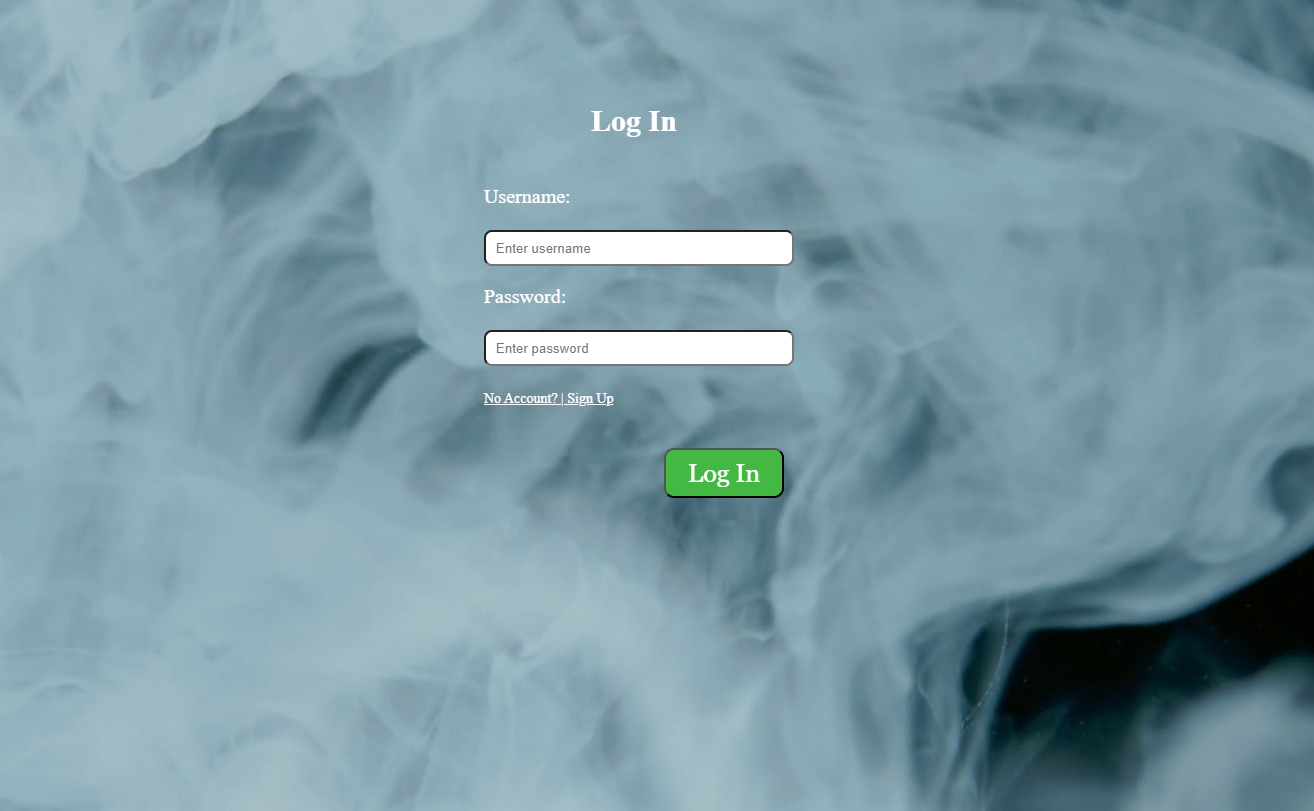 Log In
Username:
Enter username
Password:
Enter password
No Account? | Sign Up
Log In